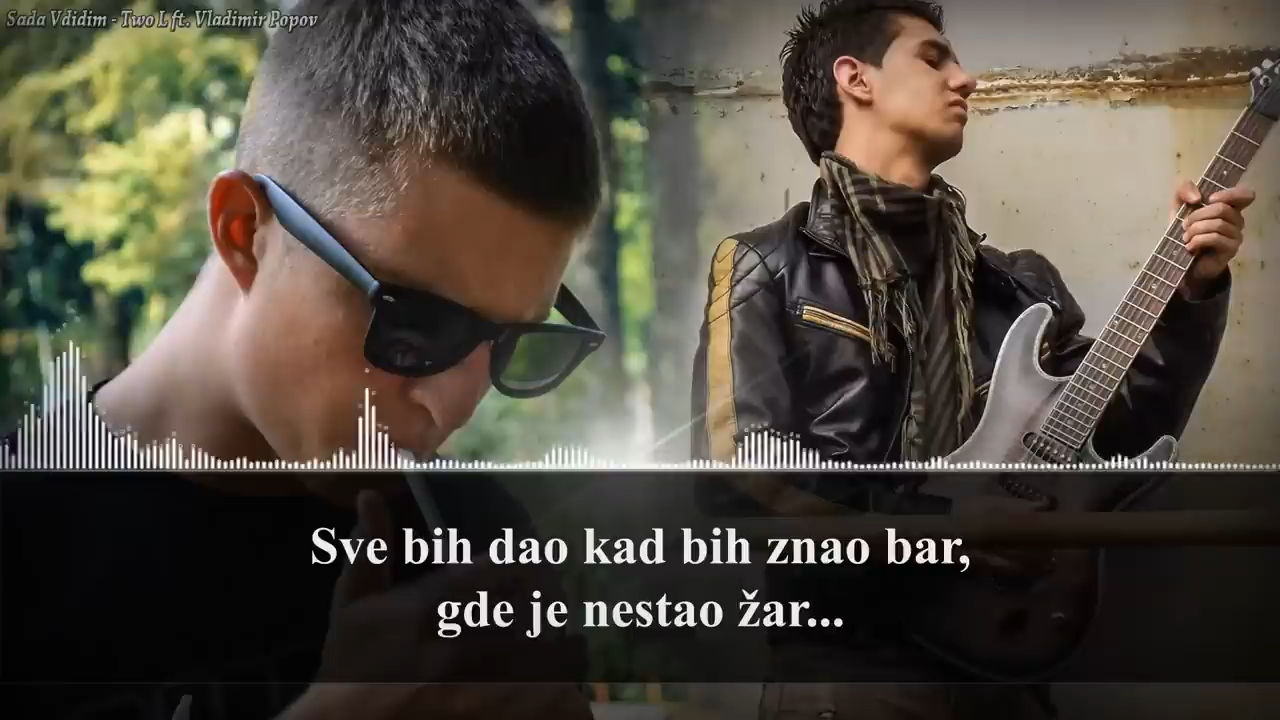 Sada Vdidim - Two L ft. Vladimir Popov
Sve bih dao kad bih znao bar,
gde je nestao žar...